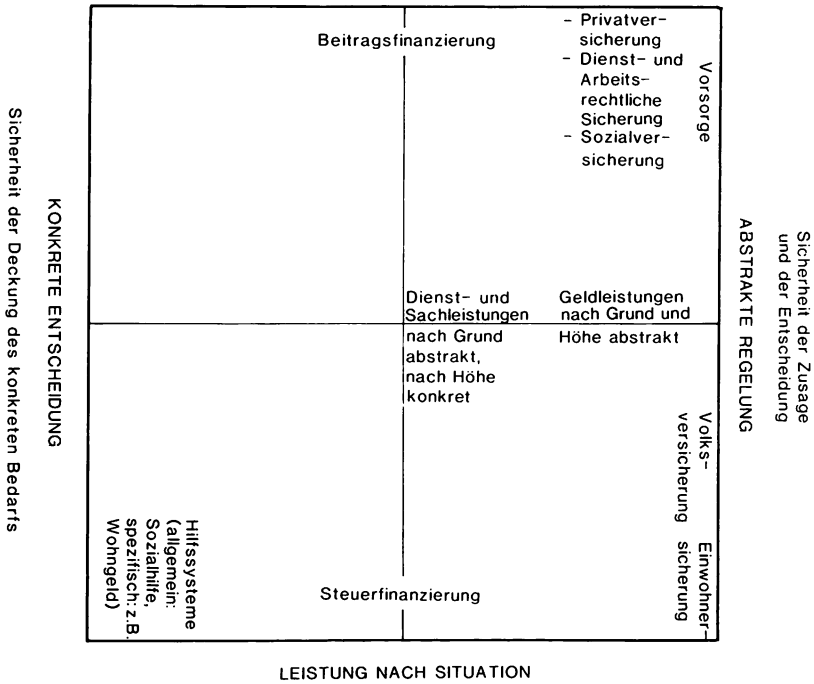 Beitragsfinanzierung
– Privatver-
sicherung
– Dienst- und
Arbeits-
rechtliche
Sicherung
– Sozialver-
sicherung
Vorsorge
Sicherheit der Deckung des konkreten Bedarfs
KONKRETE ENTSCHEIDUNG
ABSTRAKTE REGELUNG
Sicherheit der Zusage
und der Entscheidung
Dienst- und
Sachleistungen
nach Grund
abstrakt,
nach Höhe
konkret
Geldleistungen
nach Grund und
Höhe abstrakt
Volks-
versicherung
Einwohner-
sicherung
Hilfssysteme
(allgemein:
Sozialhilfe,
spezifisch: z.B.
Wohngeld)
Steuerfinanzierung
LEISTUNG NACH SITUATION